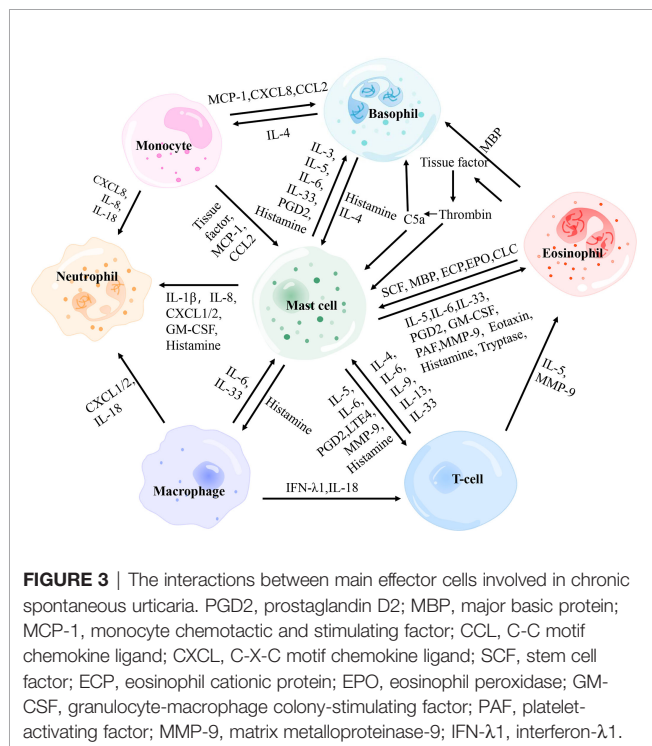 MCP-1,CXCL8,CCL2
IL-4
Monocyte
Basophil
MBP
Tissue factor
IL-3,
IL-5,
IL-6,
IL-33,
PGD2,
Histamine
Histamine
IL-4
C5a
Thrombin
CXCL8,
IL-8,
IL-18
Tissue
factor,
MCP-1,
CCL2
Eosinophil
Neutrophil
Mast cell
SCF, MBP, ECP,EPO,CLC
IL-1β, IL-8,
CXCL1/2,
GM-CSF,
Histamine
IL-5,IL-6,IL-33,
PGD2, GM-CSF,
PAF,MMP-9, Eotaxin,
Histamine, Tryptase,
CXCL1/2,
IL-18
IL-6,
IL-33
Histamine
IL-5,
IL-6,
PGD2,LTE4,
MMP-9,
Histamine
IL-4,
IL-6,
IL-9,
IL-13,
IL-33
IL-5,
MMP-9
Macrophage
IFN-λ1,IL-18
T-cell
FIGURE 3 | The interactions between main effector cells involved in chronic
spontaneous urticaria. PGD2, prostaglandin D2; MBP, major basic protein;
MCP-1, monocyte chemotactic and stimulating factor; CCL, C-C motif
chemokine ligand; CXCL, C-X-C motif chemokine ligand; SCF, stem cell
factor; ECP, eosinophil cationic protein; EPO, eosinophil peroxidase; GM-
CSF, granulocyte-macrophage colony-stimulating factor; PAF, platelet-
activating factor; MMP-9, matrix metalloproteinase-9; IFN-λ1, interferon-λ1.